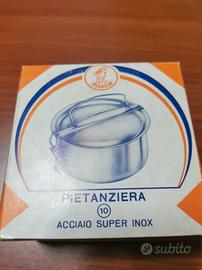 PIETANZIERA
10
ACCIAIO SUPER INOX
subito